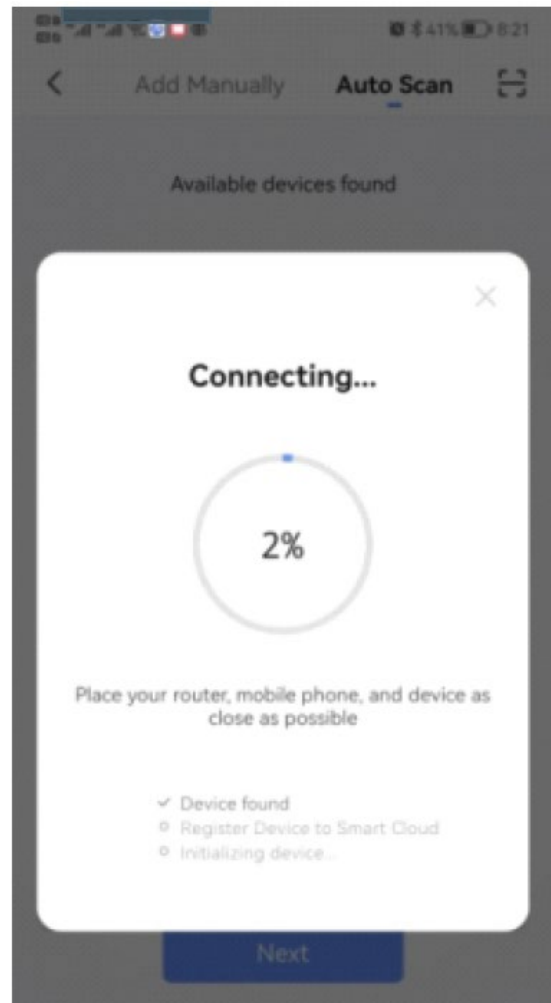 41% 8:21
Add Manually Auto Scan
Available devices found
Connecting...
2%
Place your router, mobile phone, and device as
close as possible
Device found
Register Device to Smart Cloud
Initializing device...
Next